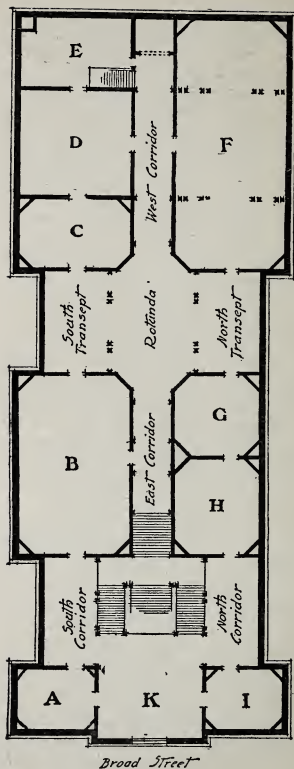 E
D
F
West Corridor
C
South
Transept
Rotunda
North
Transept
B
G
East Corridor
H
South
Corridor
North
Corridor
A
K
I
Broad Street